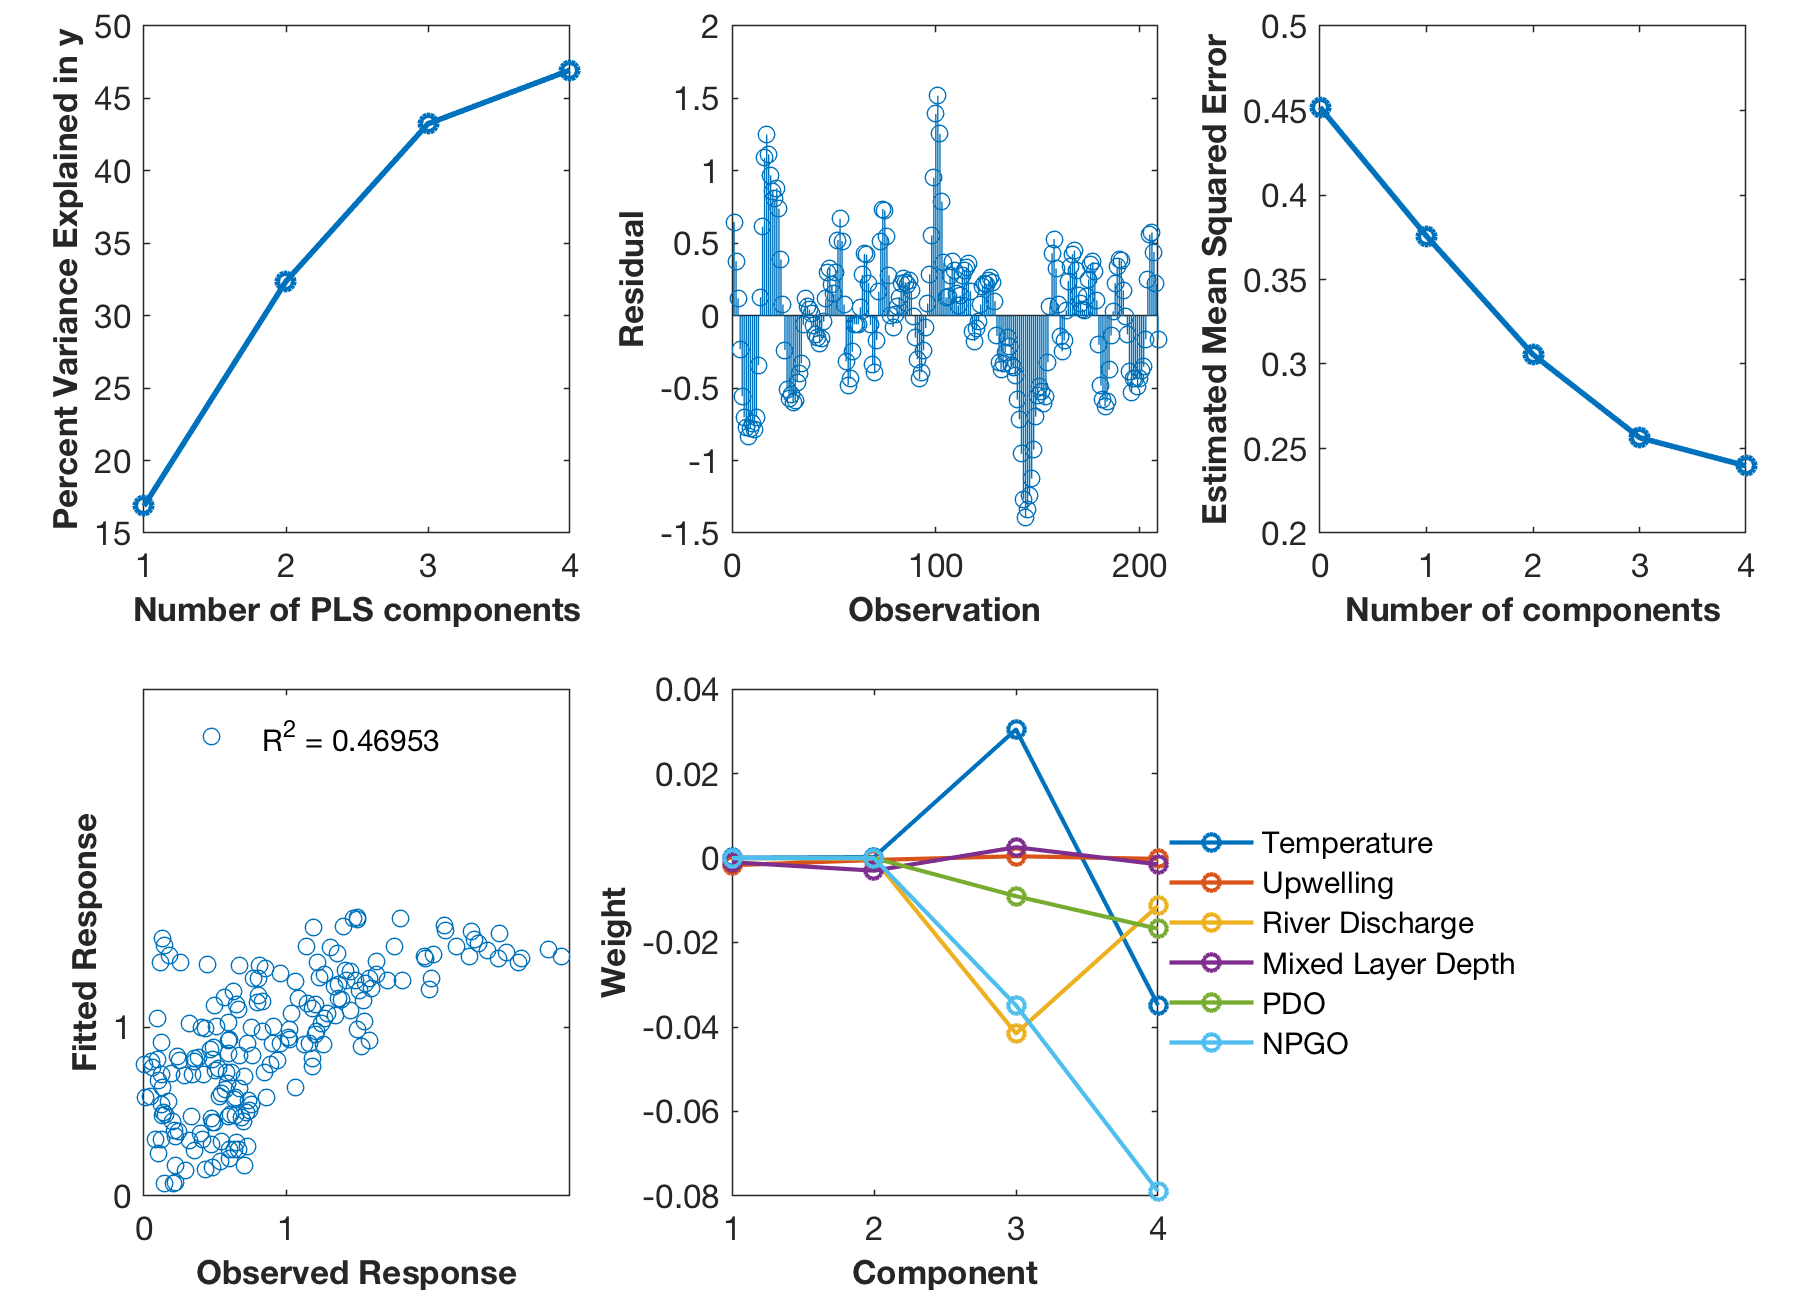 Percent Variance Explained in y
50
45
40
35
30
25
20
15
1 2 3 4
Number of PLS components
Residual
2
1.5
1
0.5
0
-0.5
-1
-1.5
0 100 200
Observation
Estimated Mean Squared Error
0.5
0.45
0.4
0.35
0.3
0.25
0.2
0 1 2 3 4
Number of components
Fitted Response
R² = 0.46953
1
0
0 1
Observed Response
Weight
0.04
0.02
0
-0.02
-0.04
-0.06
-0.08
1 2 3 4
Component
Temperature
Upwelling
River Discharge
Mixed Layer Depth
PDO
NPGO